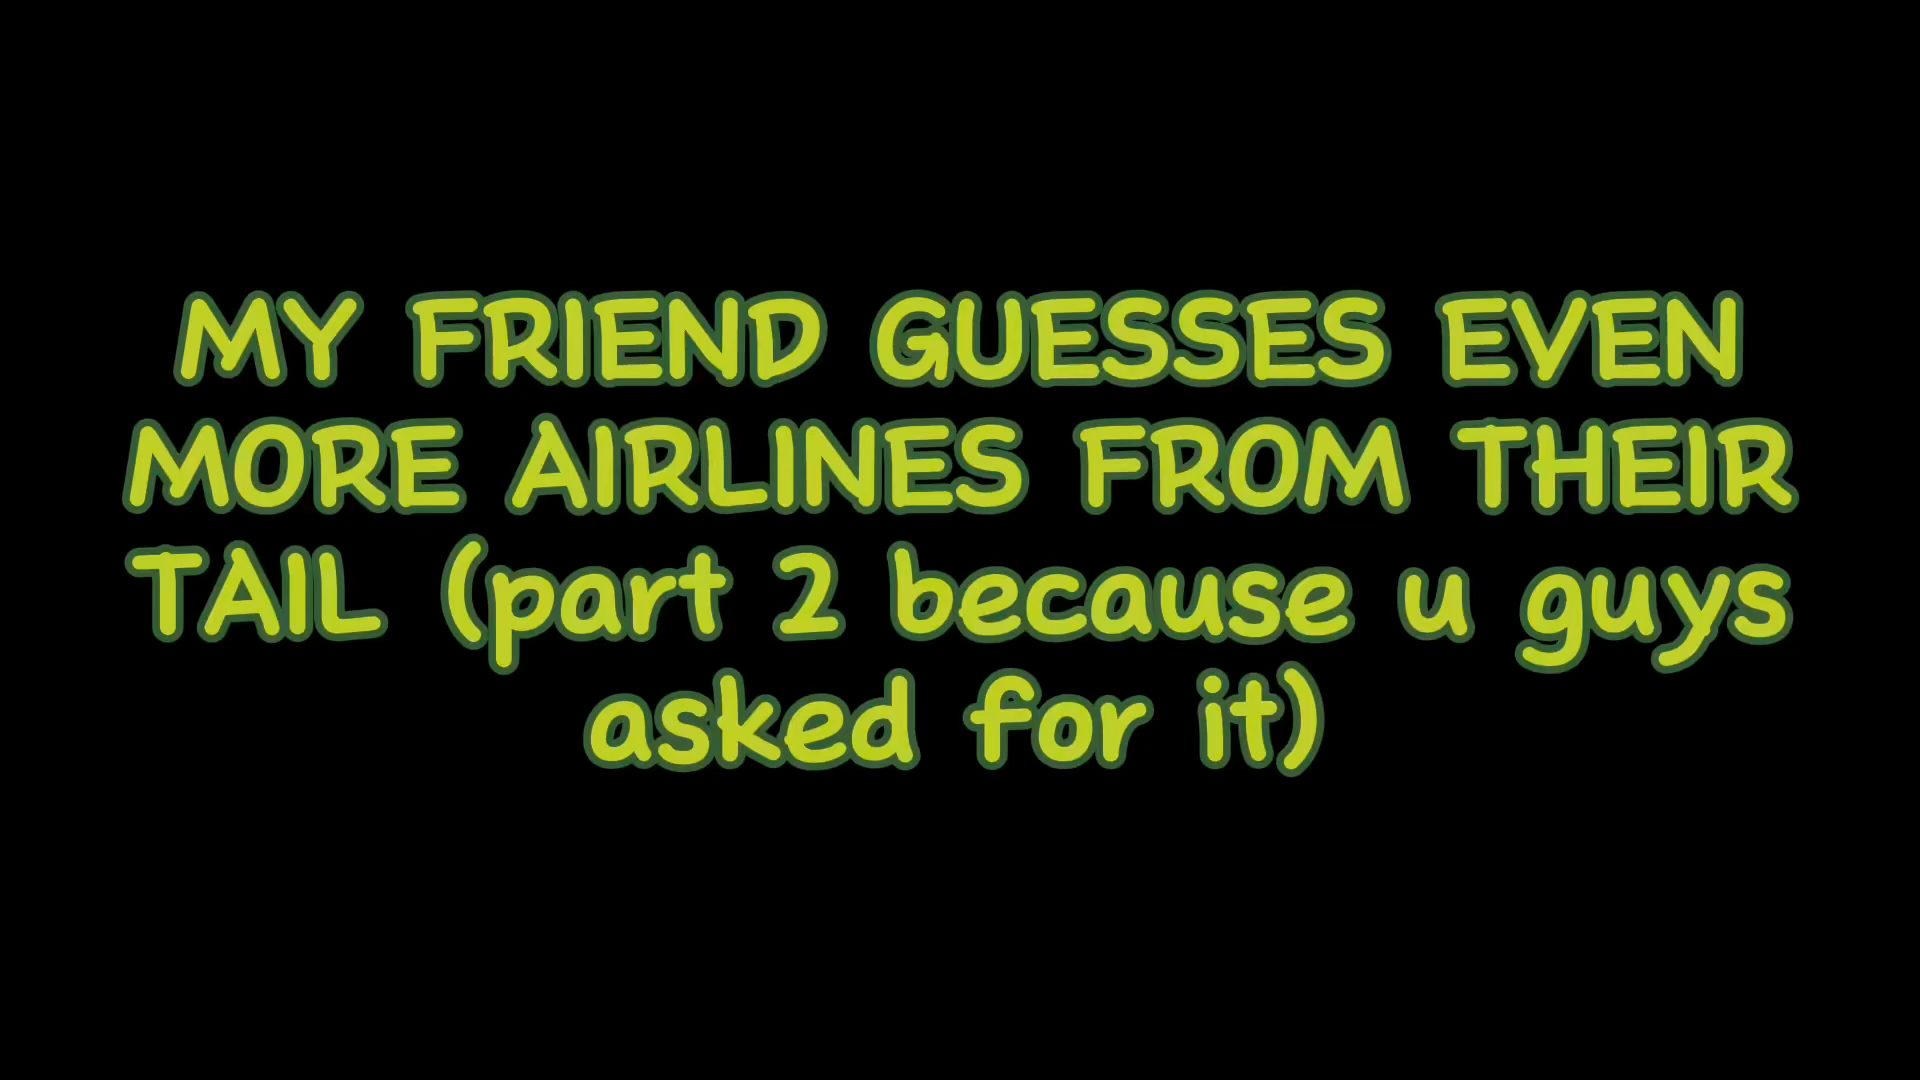 MY FRIEND GUESSES EVEN
MORE AIRLINES FROM THEIR
TAIL (part 2 because u guys
asked for it)